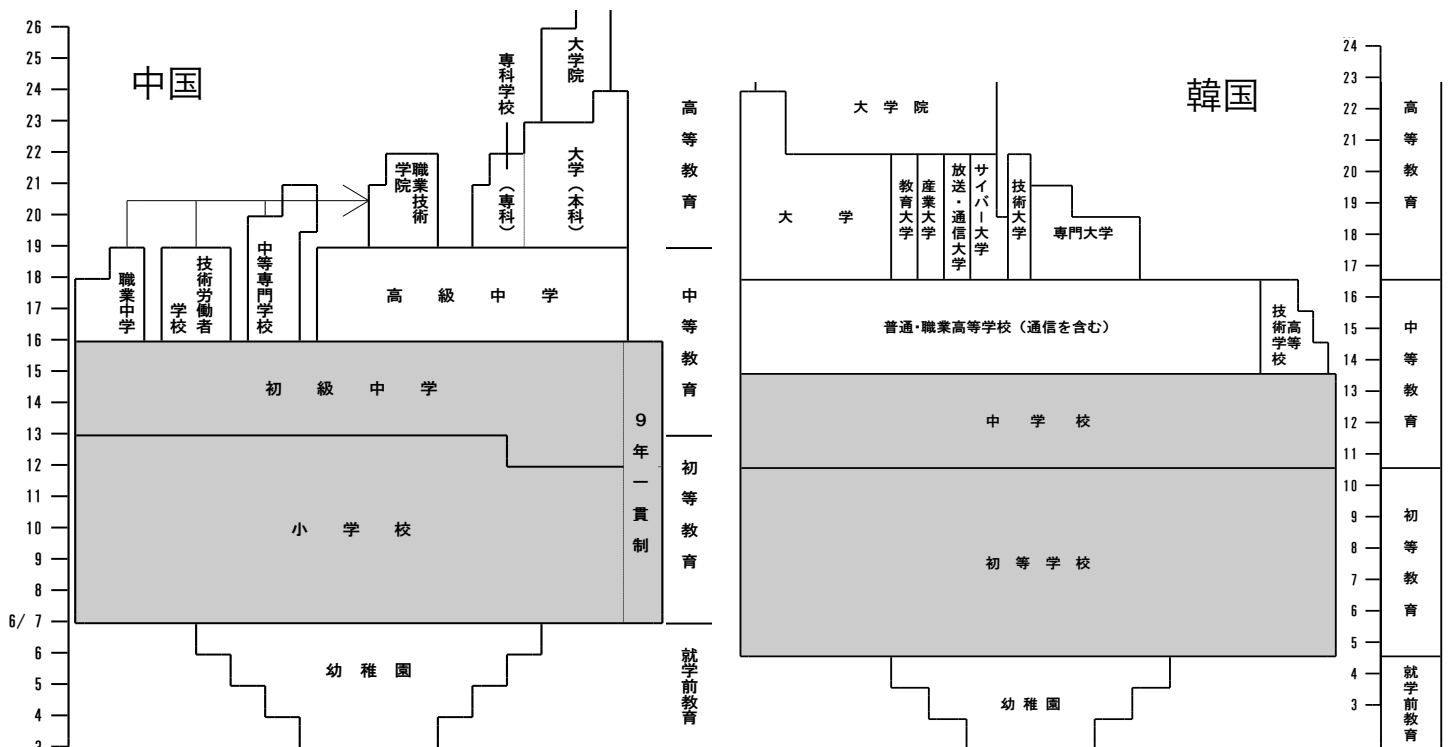 中国
26
25
24
23
22
21
20
19
18
17
16
15
14
13
12
11
10
9
8
6/ 7
6
5
4
職業中学
技術労働者
学校
中等専門学校
職業技術
学院
専科学校
(専科)
大学(本科)
大学院
高級中学
初級中学
9年一貫制
小学校
幼稚園
高等教育
中等教育
初等教育
就学前教育
韓国
大学院
大学
教育大学
産業大学
放送・通信大学
サイバー大学
技術大学
専門大学
普通・職業高等学校(通信を含む)
高等
技術学校
中学校
初等学校
幼稚園
24
23
22
21
20
19
18
17
16
15
14
13
12
11
10
9
8
7
6
5
4
3
高等教育
中等教育
初等教育
就学前教育